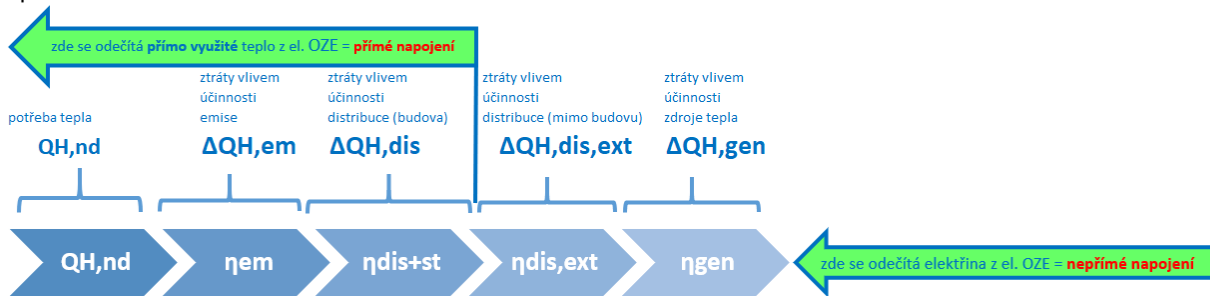 zde se odečítá přímo využité teplo z el. OZE = přímé napojení
potřeba tepla
QH,nd
ztráty vlivem
účinnosti
emise
ΔQH,em
ztráty vlivem
účinnosti
distribuce (budova)
ΔQH,dis
ztráty vlivem
účinnosti
distribuce (mimo budovu)
ΔQH,dis,ext
ztráty vlivem
účinnosti
zdroje tepla
ΔQH,gen
QH,nd
ηem
ηdis+st
ηdis,ext
ηgen
zde se odečítá elektřina z el. OZE = nepřímé napojení